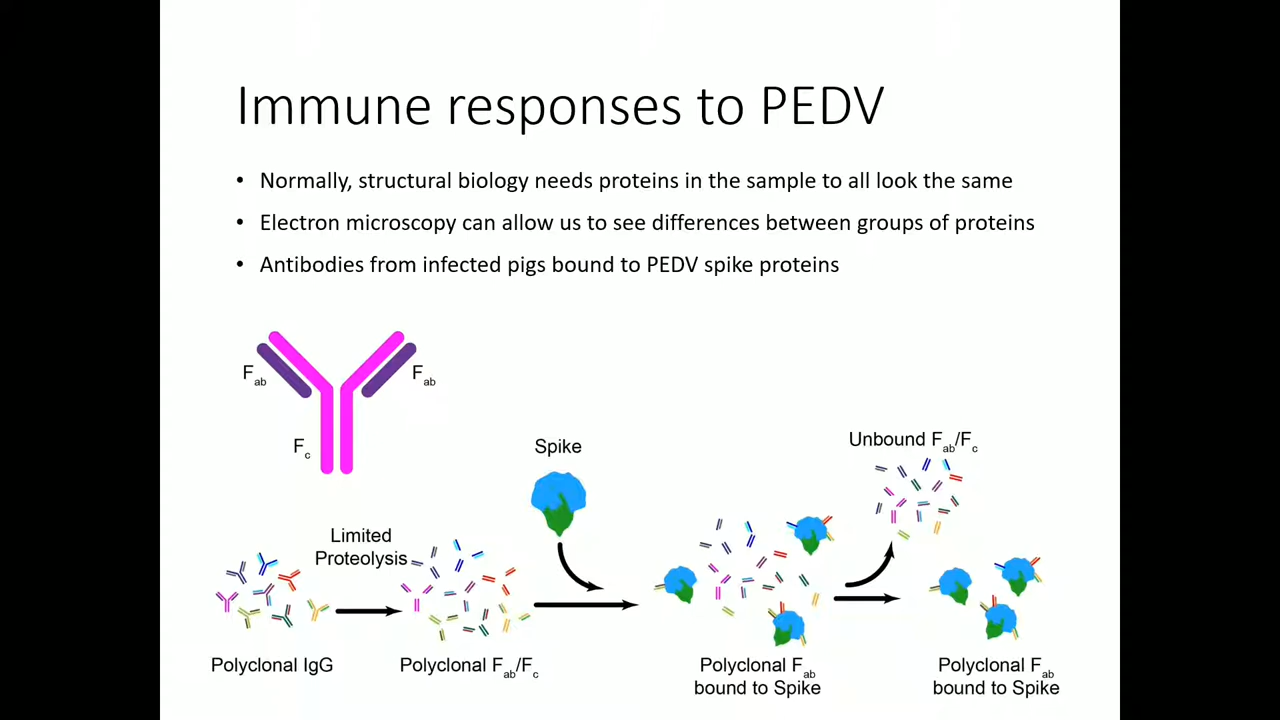 Immune responses to PEDV
• Normally, structural biology needs proteins in the sample to all look the same
• Electron microscopy can allow us to see differences between groups of proteins
• Antibodies from infected pigs bound to PEDV spike proteins
Fab
Fab
Fc
Spike
Unbound Fab/Fc
Limited
Proteolysis
Polyclonal IgG
Polyclonal Fab/Fc
Polyclonal Fab
bound to Spike
Polyclonal Fab
bound to Spike